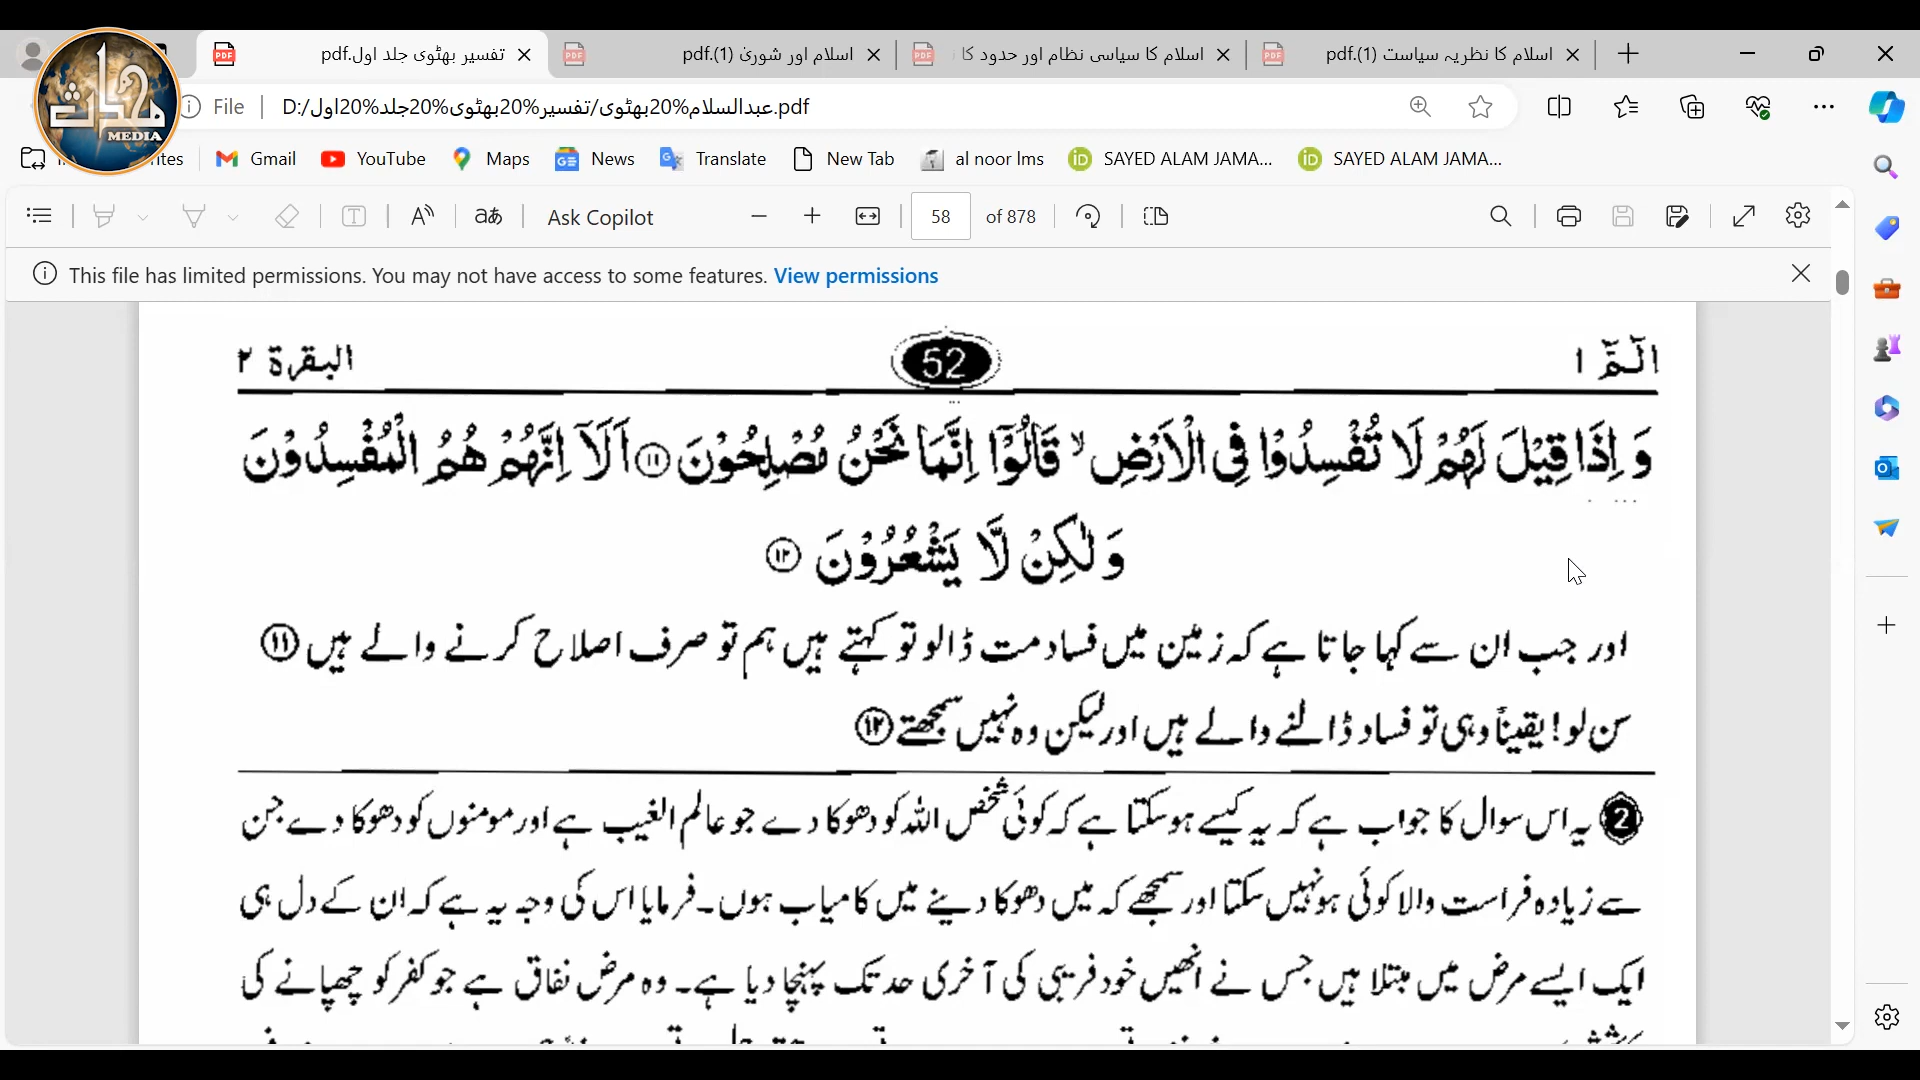 تفسیر بھٹوی جلد اول.pdf
اسلام اور شوریٰ (1).pdf
اسلام کا سیاسی نظام اور حدود کا
اسلام کا نظریہ سیاست (1).pdf
محدث
MEDIA
File
D:/عبدالسلام%20بھٹوی/تفسیر%20بھٹوی%20جلد%20اول.pdf
Gmail
YouTube
Maps
News
Translate
New Tab
al noor lms
SAYED ALAM JAMA...
SAYED ALAM JAMA...
Ask Copilot
58 of 878
This file has limited permissions. You may not have access to some features. View permissions
الٓمّٓ ۱
52
البقرۃ ۲
وَ اِذَا قِیْلَ لَهُمْ لَا تُفْسِدُوْا فِی الْاَرْضِ ۙ قَالُوْۤا اِنَّمَا نَحْنُ مُصْلِحُوْنَ ⑪ اَلَاۤ اِنَّهُمْ هُمُ الْمُفْسِدُوْنَ
وَ لٰكِنْ لَّا یَشْعُرُوْنَ ⑫
اور جب ان سے کہا جاتا ہے کہ زمین میں فساد مت ڈالو تو کہتے ہیں ہم تو صرف اصلاح کرنے والے ہیں ⑪
سن لو! یقیناً وہی تو فساد ڈالنے والے ہیں اور لیکن وہ نہیں سمجھتے ⑫
2 یہ اس سوال کا جواب ہے کہ یہ کیسے ہو سکتا ہے کہ کوئی شخص اللہ کو دھوکا دے جو عالم الغیب ہے اور مومنوں کو دھوکا دے جن
سے زیادہ فراست والا کوئی ہو نہیں سکتا اور سمجھے کہ میں دھوکا دینے میں کامیاب ہوں۔ فرمایا اس کی وجہ یہ ہے کہ ان کے دل ہی
ایک ایسے مرض میں مبتلا ہیں جس نے انھیں خود فریبی کی آخری حد تک پہنچا دیا ہے۔ وہ مرض نفاق ہے جو کفر کو چھپانے کی